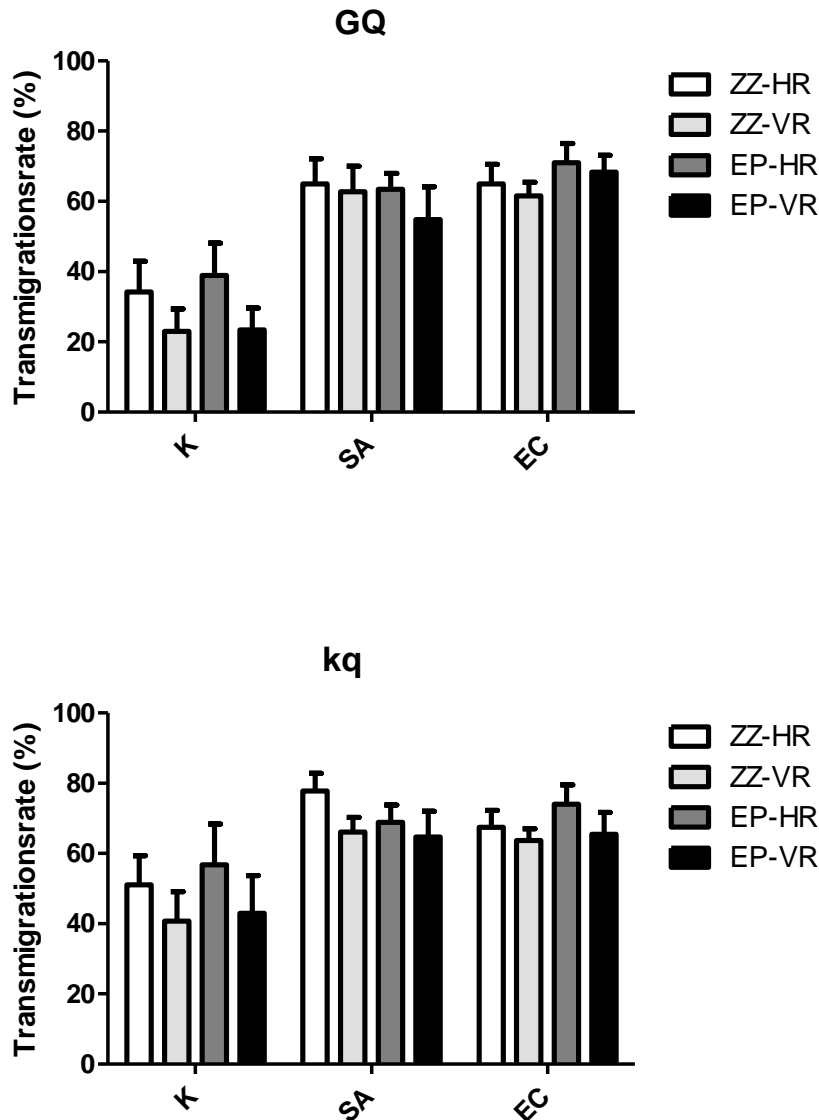 GQ
Transmigrationsrate (%)
100
80
60
40
20
0
K
SA
EC
ZZ-HR
ZZ-VR
EP-HR
EP-VR
kq
Transmigrationsrate (%)
100
80
60
40
20
0
K
SA
EC
ZZ-HR
ZZ-VR
EP-HR
EP-VR